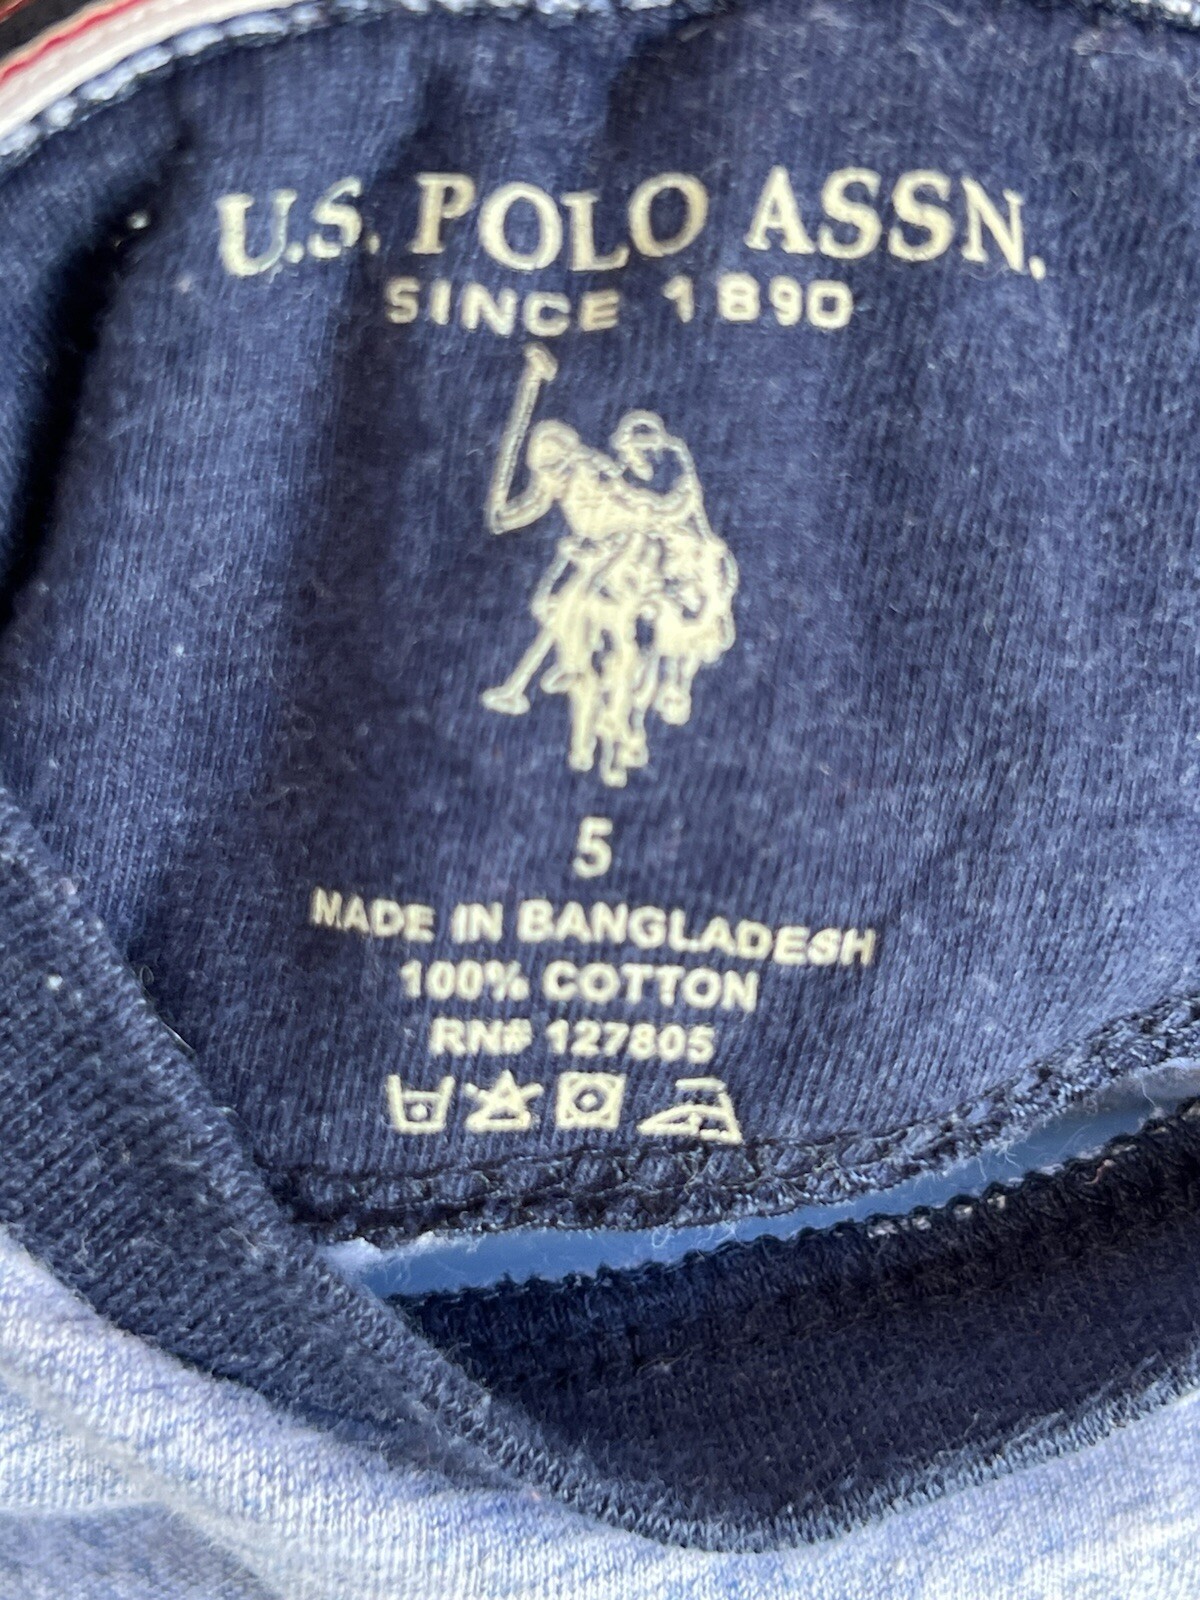 U.S. POLO ASSN.
SINCE 1890
5
MADE IN BANGLADESH
100% COTTON
RN# 127805